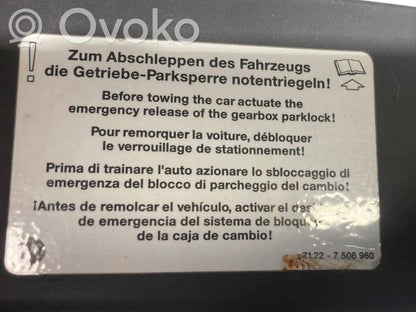 Ovoko
!
Zum Abschleppen des Fahrzeugs
die Getriebe-Parksperre notentriegeln!
Before towing the car actuate the
emergency release of the gearbox parklock!
Pour remorquer la voiture, débloquer
le verrouillage de stationnement!
Prima di trainare l'auto azionare lo sbloccaggio di
emergenza del blocco di parcheggio del cambio!
¡Antes de remolcar el vehículo, activar el
de emergencia del sistema de bloqueo
de la caja de cambio!
7122 - 7 506 960